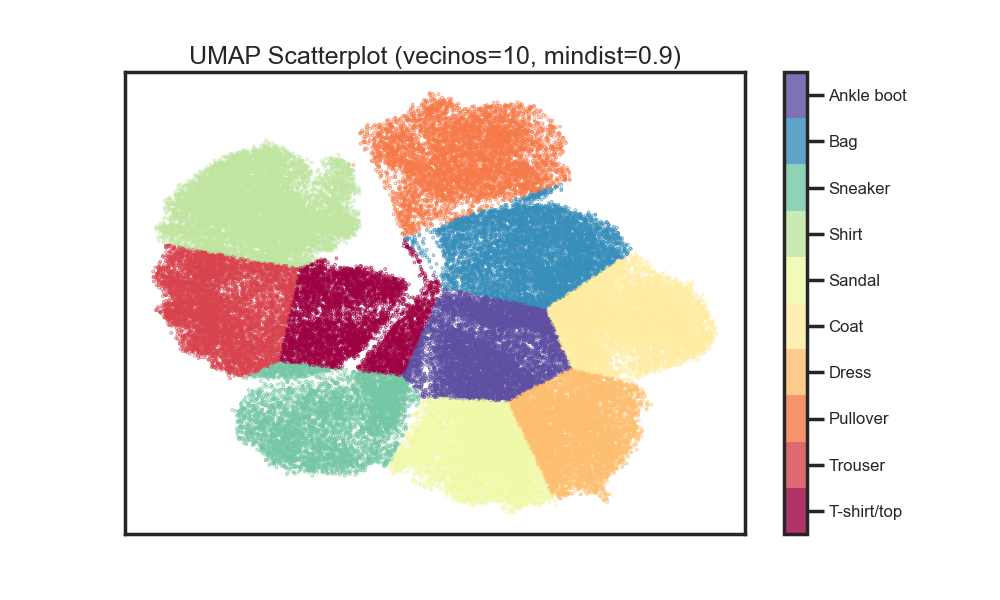 UMAP Scatterplot (vecinos=10, mindist=0.9)
Ankle boot
Bag
Sneaker
Shirt
Sandal
Coat
Dress
Pullover
Trouser
T-shirt/top